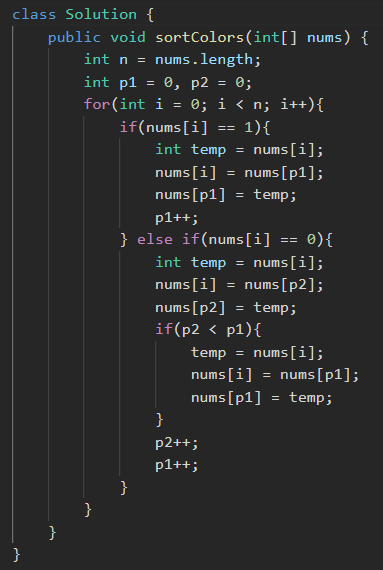 class Solution {
    public void sortColors(int[] nums) {
        int n = nums.length;
        int p1 = 0, p2 = 0;
        for(int i = 0; i < n; i++){
            if(nums[i] == 1){
                int temp = nums[i];
                nums[i] = nums[p1];
                nums[p1] = temp;
                p1++;
            } else if(nums[i] == 0){
                int temp = nums[i];
                nums[i] = nums[p2];
                nums[p2] = temp;
                if(p2 < p1){
                    temp = nums[i];
                    nums[i] = nums[p1];
                    nums[p1] = temp;
                }
                p2++;
                p1++;
            }
        }
    }
}